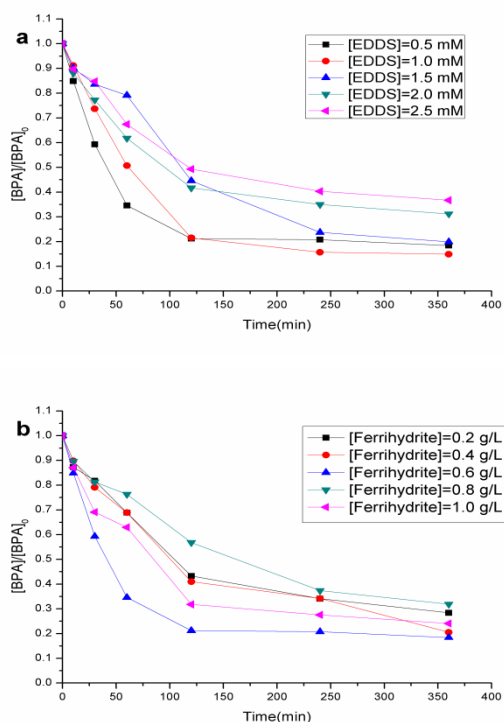 a
[EDDS]=0.5 mM
[EDDS]=1.0 mM
[EDDS]=1.5 mM
[EDDS]=2.0 mM
[EDDS]=2.5 mM
[BPA]/[BPA]0
1.1
1.0
0.9
0.8
0.7
0.6
0.5
0.4
0.3
0.2
0.1
0.0
0 50 100 150 200 250 300 350 400
Time(min)
b
[Ferrihydrite]=0.2 g/L
[Ferrihydrite]=0.4 g/L
[Ferrihydrite]=0.6 g/L
[Ferrihydrite]=0.8 g/L
[Ferrihydrite]=1.0 g/L
[BPA]/[BPA]0
1.1
1.0
0.9
0.8
0.7
0.6
0.5
0.4
0.3
0.2
0.1
0.0
0 50 100 150 200 250 300 350 400
Time(min)